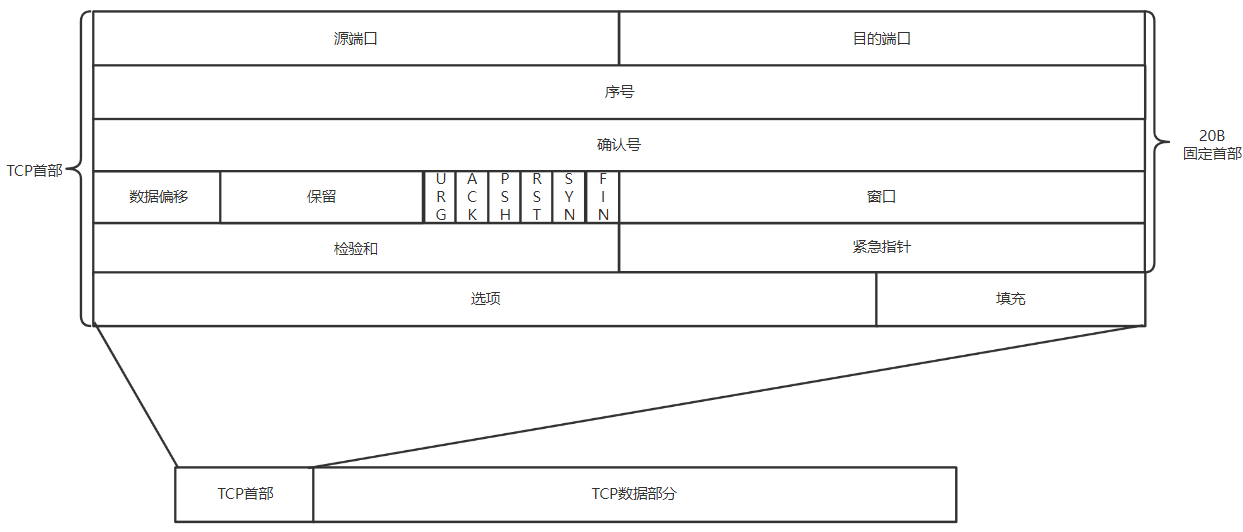 源端口
目的端口
序号
确认号
TCP首部
20B
固定首部
数据偏移
保留
URG
ACK
PSH
RST
SYN
FIN
窗口
检验和
紧急指针
选项
填充
TCP首部
TCP数据部分